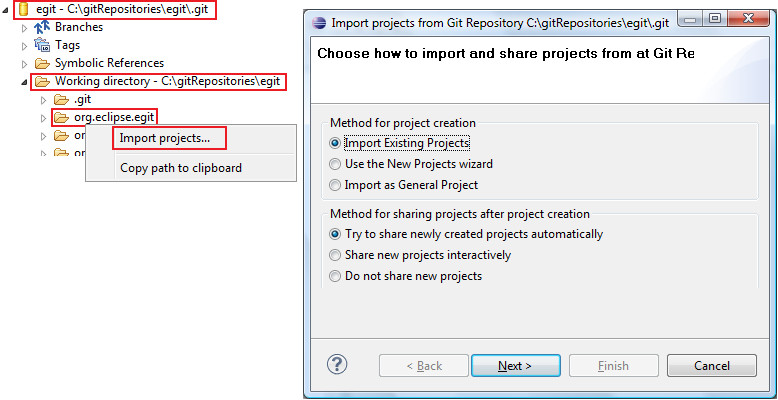 egit - C:\gitRepositories\egit\.git
Branches
Tags
Symbolic References
Working directory - C:\gitRepositories\egit
.git
org.eclipse.egit
or
or
Import projects...
Copy path to clipboard
Import projects from Git Repository C:\gitRepositories\egit\.git
Choose how to import and share projects from at Git Re
Method for project creation
Import Existing Projects
Use the New Projects wizard
Import as General Project
Method for sharing projects after project creation
Try to share newly created projects automatically
Share new projects interactively
Do not share new projects
? < Back Next > Finish Cancel